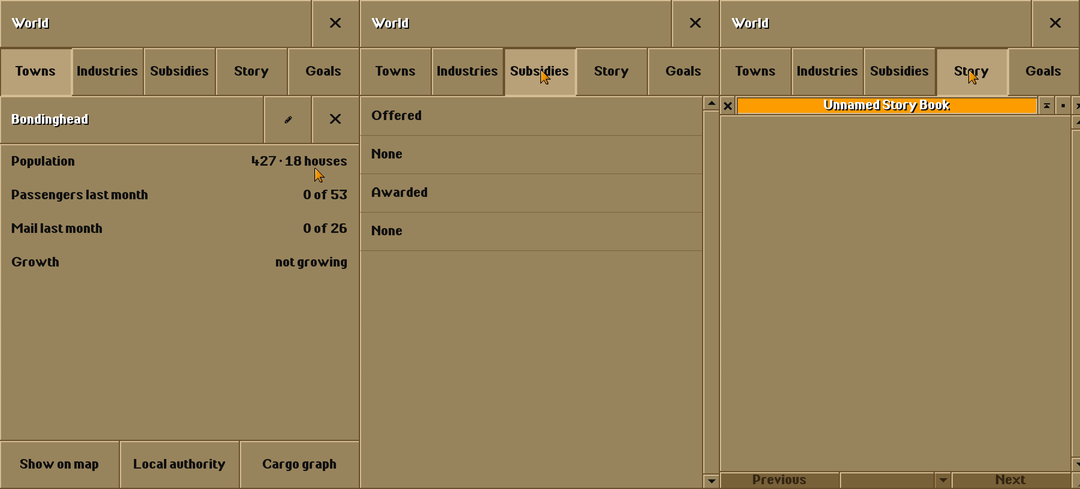 World
Towns Industries Subsidies Story Goals
Bondinghead
Population 427 · 18 houses
Passengers last month 0 of 53
Mail last month 0 of 26
Growth not growing
Show on map Local authority Cargo graph
World
Towns Industries Subsidies Story Goals
Offered
None
Awarded
None
World
Towns Industries Subsidies Story Goals
Unnamed Story Book
Previous Next